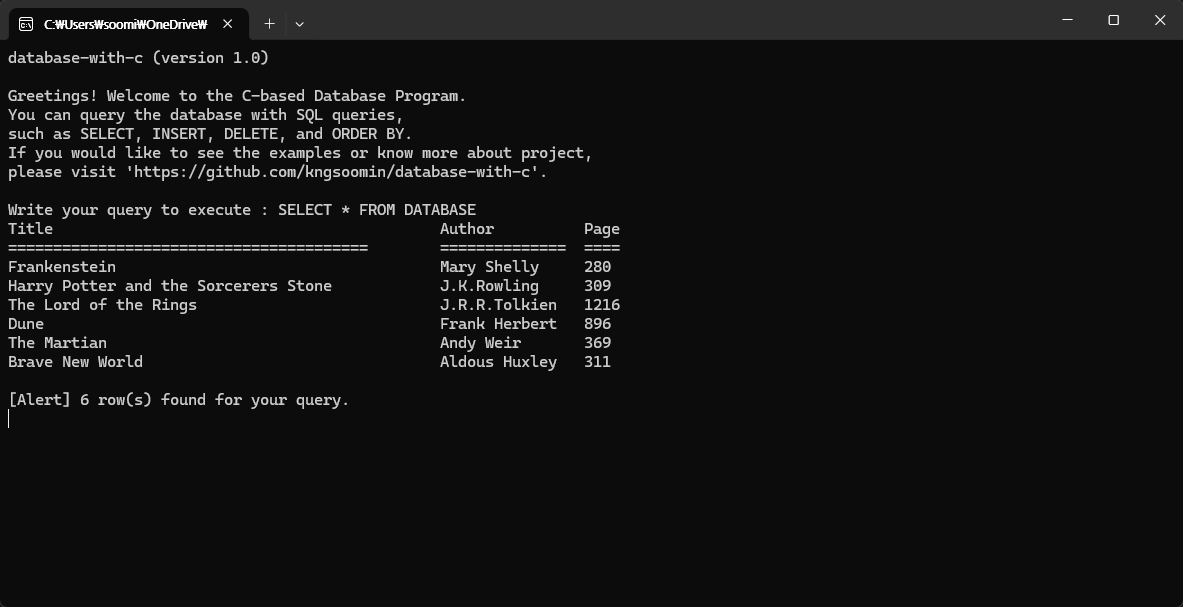 C:₩Users₩soomi₩OneDrive₩
database-with-c (version 1.0)
Greetings! Welcome to the C-based Database Program.
You can query the database with SQL queries,
such as SELECT, INSERT, DELETE, and ORDER BY.
If you would like to see the examples or know more about project,
please visit 'https://github.com/kngsoomin/database-with-c'.
Write your query to execute : SELECT * FROM DATABASE
Title Author Page
======================================== ============== ====
Frankenstein Mary Shelly 280
Harry Potter and the Sorcerers Stone J.K.Rowling 309
The Lord of the Rings J.R.R.Tolkien 1216
Dune Frank Herbert 896
The Martian Andy Weir 369
Brave New World Aldous Huxley 311
[Alert] 6 row(s) found for your query.